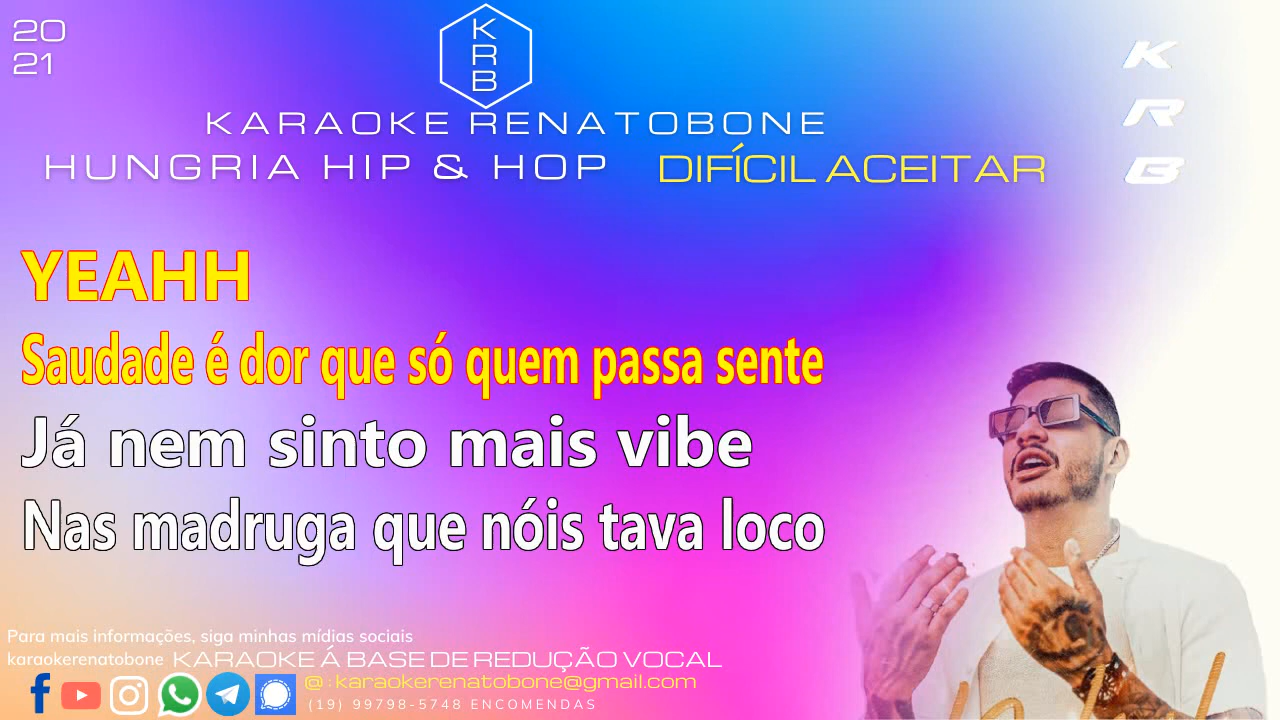 20
21
K
R
B
K
R
B
KARAOKE RENATOBONE
HUNGRIA HIP & HOP DIFÍCIL ACEITAR
YEAHH
Saudade é dor que só quem passa sente
Já nem sinto mais vibe
Nas madruga que nóis tava loco
Para mais informações, siga minhas mídias sociais
karaokerenatobone KARAOKE Á BASE DE REDUÇÃO VOCAL
@ : karaokerenatobone@gmail.com
(19) 99798-5748 ENCOMENDAS